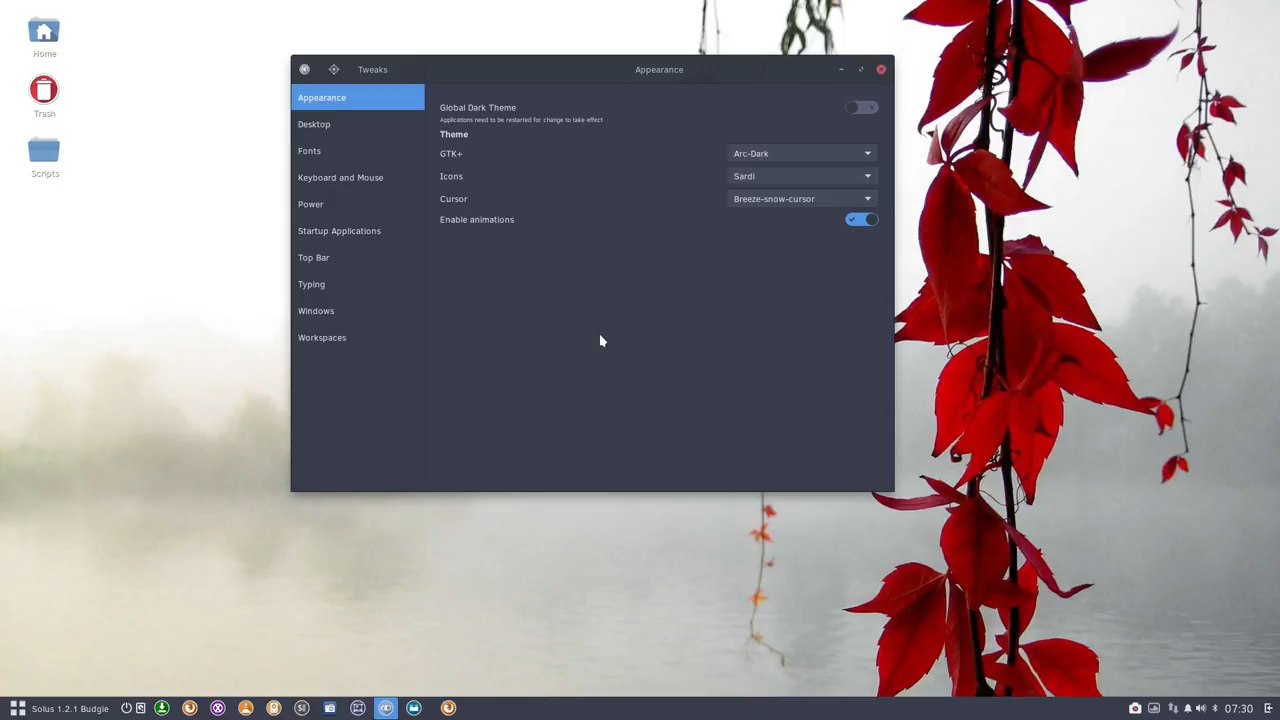 Home
Trash
Scripts
Tweaks
Appearance
Appearance
Desktop
Fonts
Keyboard and Mouse
Power
Startup Applications
Top Bar
Typing
Windows
Workspaces
Global Dark Theme
Applications need to be restarted for change to take effect
Theme
GTK+ Arc-Dark
Icons Sardi
Cursor Breeze-snow-cursor
Enable animations
Solus 1.2.1 Budgie
07:30